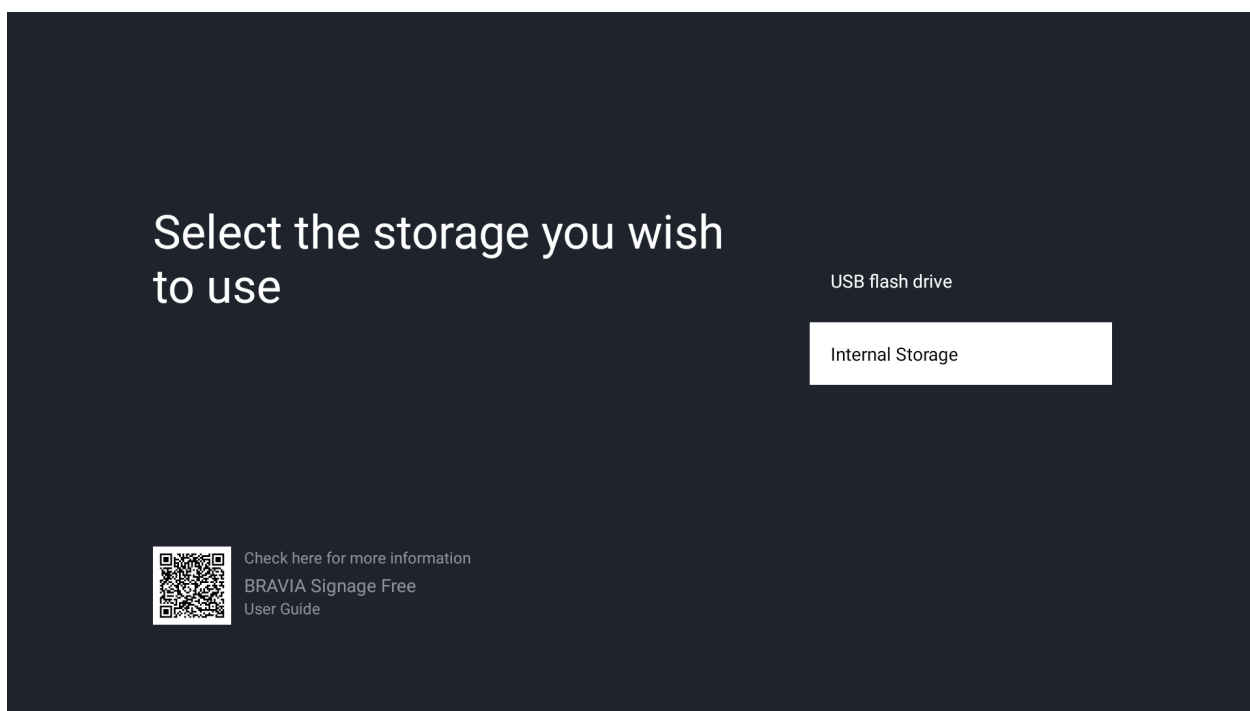 Select the storage you wish
to use
USB flash drive
Internal Storage
Check here for more information
BRAVIA Signage Free
User Guide